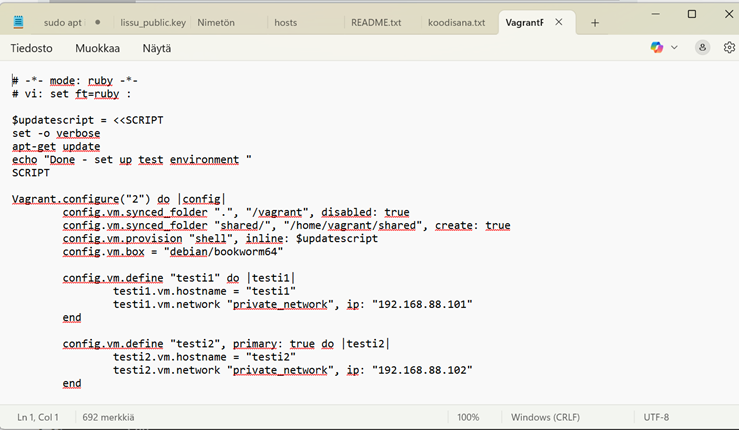 sudo apt
lissu_public.key
Nimetön
hosts
README.txt
koodisana.txt
VagrantF
Tiedosto
Muokkaa
Näytä
# -*- mode: ruby -*-
# vi: set ft=ruby :
$updatescript = <<SCRIPT
set -o verbose
apt-get update
echo "Done - set up test environment "
SCRIPT
Vagrant.configure("2") do |config|
config.vm.synced_folder ".", "/vagrant", disabled: true
config.vm.synced_folder "shared/", "/home/vagrant/shared", create: true
config.vm.provision "shell", inline: $updatescript
config.vm.box = "debian/bookworm64"
config.vm.define "testi1" do |testi1|
testi1.vm.hostname = "testi1"
testi1.vm.network "private_network", ip: "192.168.88.101"
end
config.vm.define "testi2", primary: true do |testi2|
testi2.vm.hostname = "testi2"
testi2.vm.network "private_network", ip: "192.168.88.102"
end
Ln 1, Col 1
692 merkkiä
100%
Windows (CRLF)
UTF-8